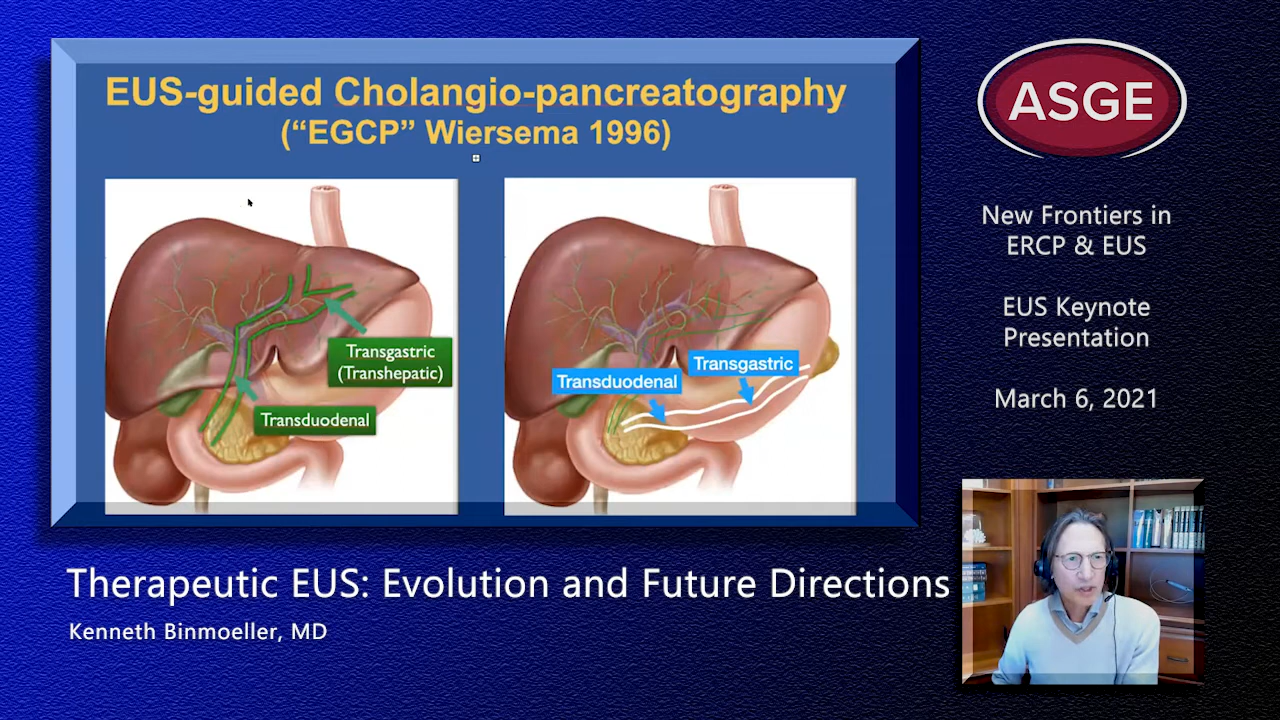 EUS-guided Cholangio-pancreatography
(“EGCP” Wiersema 1996)
Transgastric
(Transhepatic)
Transduodenal
Transgastric
Transduodenal
ASGE
New Frontiers in
ERCP & EUS
EUS Keynote
Presentation
March 6, 2021
Therapeutic EUS: Evolution and Future Directions
Kenneth Binmoeller, MD